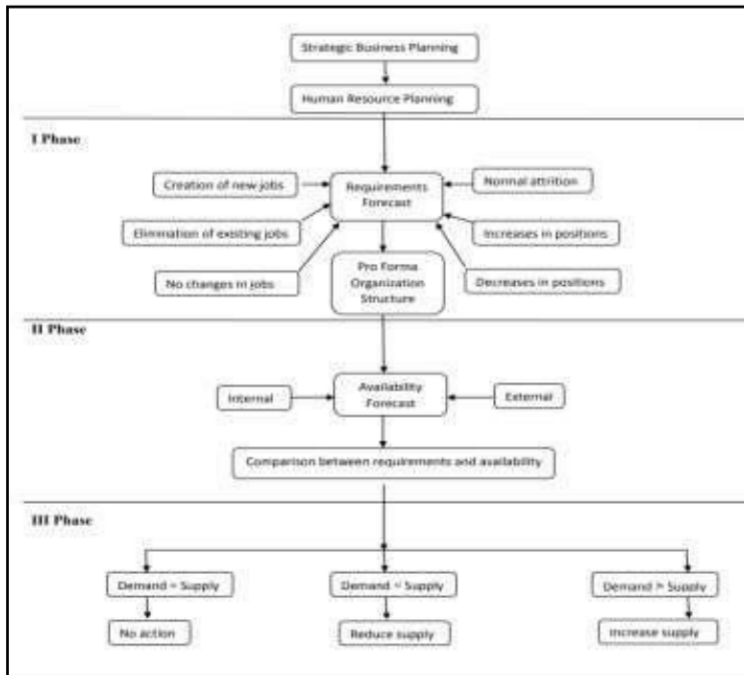 Strategic Business Planning
Human Resource Planning
I Phase
Creation of new jobs
Requirements
Forecast
Normal attrition
Elimination of existing jobs
Increases in positions
No changes in jobs
Pro Forma
Organization
Structure
Decreases in positions
II Phase
Internal
Availability
Forecast
External
Comparison between requirements and availability
III Phase
Demand = Supply
Demand < Supply
Demand > Supply
No action
Reduce supply
Increase supply